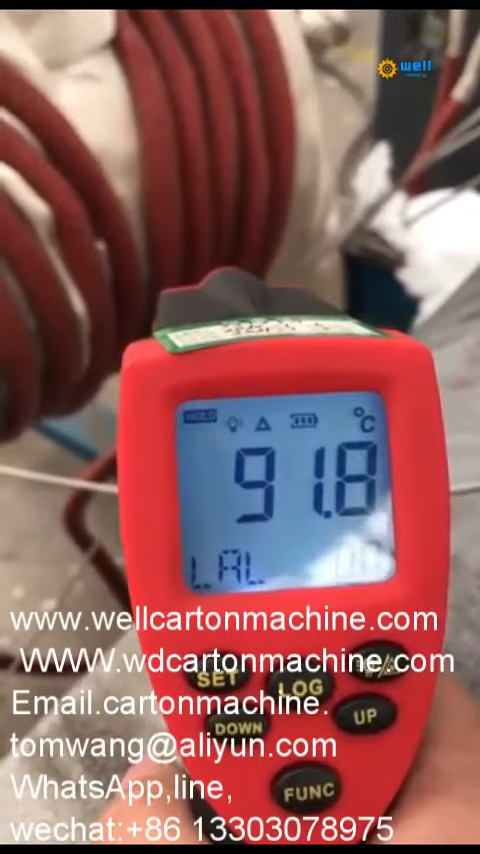 well
HOLD
°C
91.8
LAL
SET
LOG
DOWN
UP
FUNC
www.wellcartonmachine.com
WWW.wdcartonmachine.com
Email.cartonmachine.
tomwang@aliyun.com
WhatsApp,line,
wechat:+86 13303078975